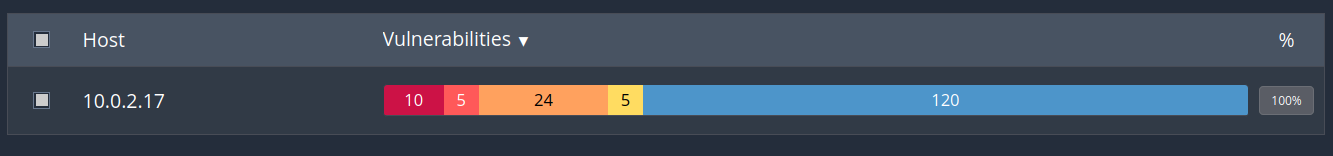 Host Vulnerabilities ▼ %
10.0.2.17 10 5 24 5 120 100%